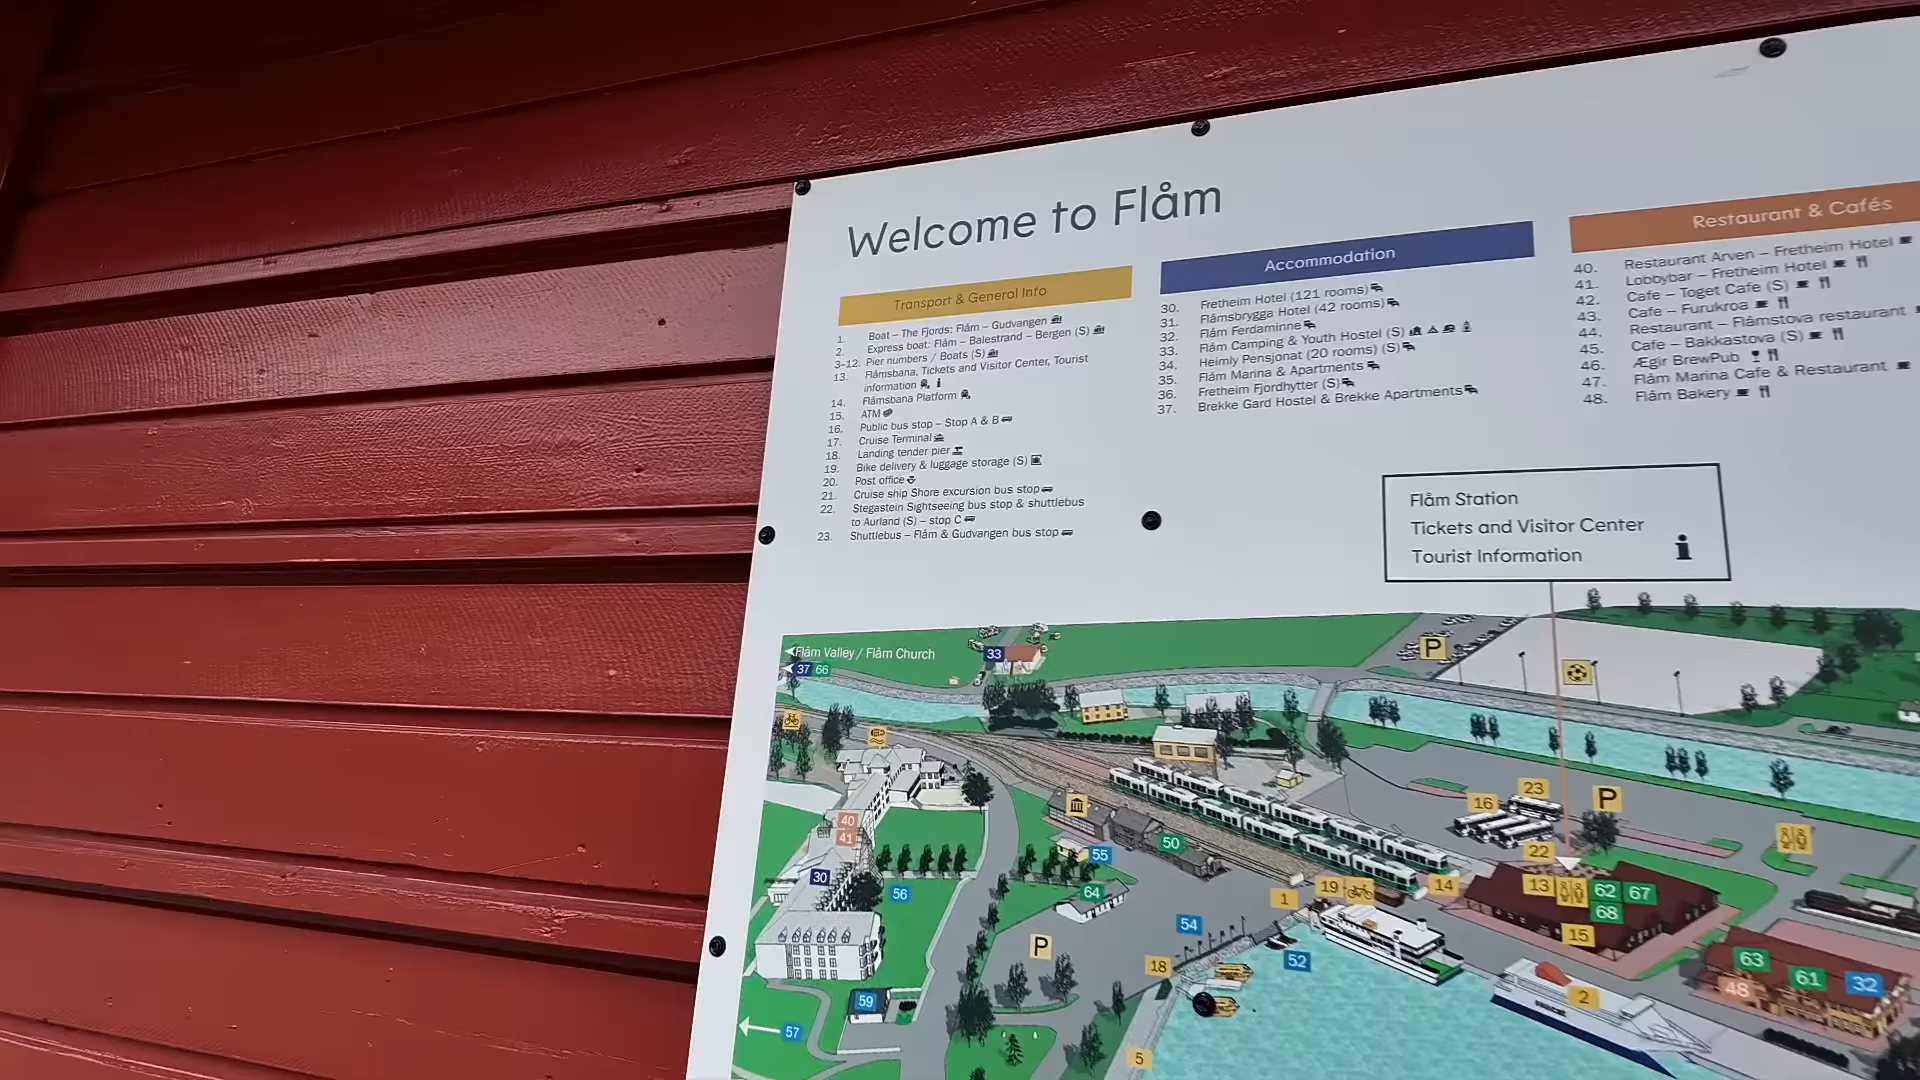 Welcome to Flåm
Transport & General Info
1. Boat – The Fjords: Flåm – Gudvangen
2. Express boat: Flåm – Balestrand – Bergen (S)
3–12. Pier numbers / Boats (S)
13. Flåmsbana, Tickets and Visitor Center, Tourist
information
14. Flåmsbana Platform
15. ATM
16. Public bus stop – Stop A & B
17. Cruise Terminal
18. Landing tender pier
19. Bike delivery & luggage storage (S)
20. Post office
21. Cruise ship Shore excursion bus stop
22. Stegastein Sightseeing bus stop & shuttlebus
to Aurland (S) – stop C
23. Shuttlebus – Flåm & Gudvangen bus stop
Accommodation
30. Fretheim Hotel (121 rooms)
31. Flåmsbrygga Hotel (42 rooms)
32. Flåm Ferdaminne
33. Flåm Camping & Youth Hostel (S)
34. Heimly Pensjonat (20 rooms) (S)
35. Flåm Marina & Apartments
36. Fretheim Fjordhytter (S)
37. Brekke Gard Hostel & Brekke Apartments
Restaurant & Cafés
40. Restaurant Arven – Fretheim Hotel
41. Lobbybar – Fretheim Hotel
42. Cafe – Toget Cafe (S)
43. Cafe – Furukroa
44. Restaurant – Flåmstova restaurant
45. Cafe – Bakkastova (S)
46. Ægir BrewPub
47. Flåm Marina Cafe & Restaurant
48. Flåm Bakery
Flåm Station
Tickets and Visitor Center
Tourist Information
i
Flåm Valley / Flåm Church
37 66
33
P
23
16
P
22
40
41
50
55
30
56
64
1
19
14
13
62
67
68
15
54
P
18
52
63
61
32
48
2
59
57
5